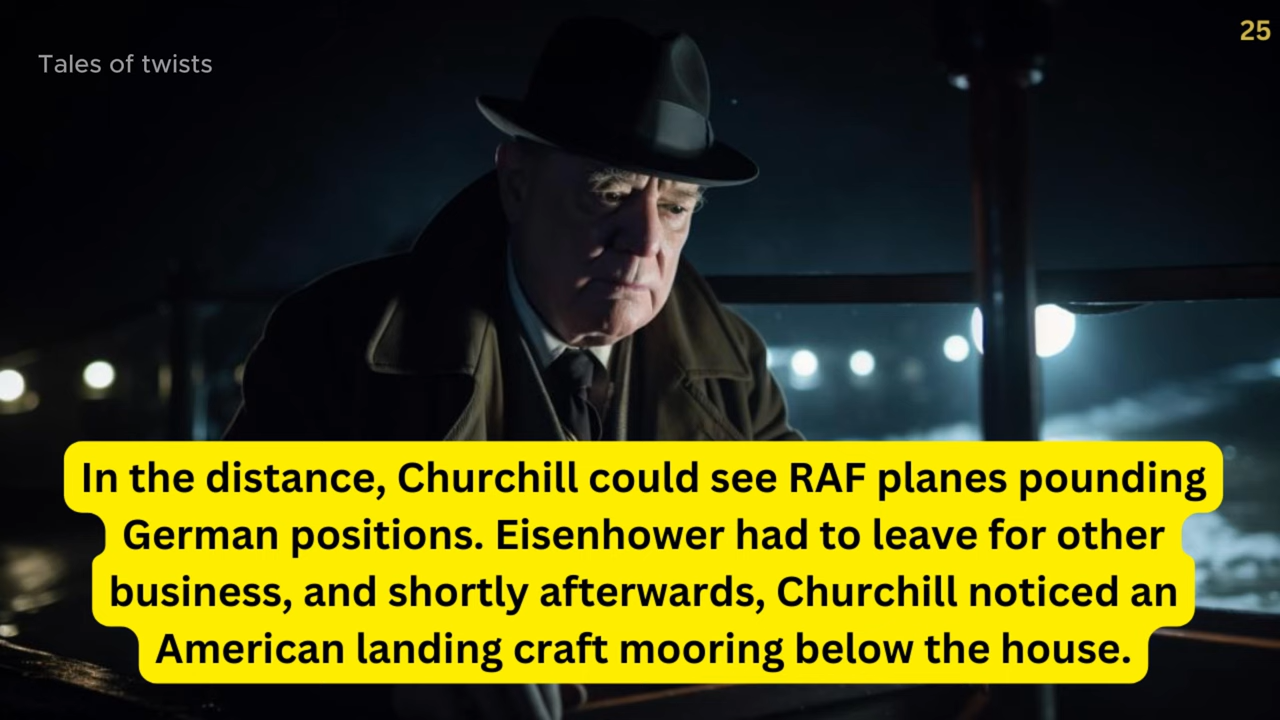 Tales of twists
25
In the distance, Churchill could see RAF planes pounding
German positions. Eisenhower had to leave for other
business, and shortly afterwards, Churchill noticed an
American landing craft mooring below the house.